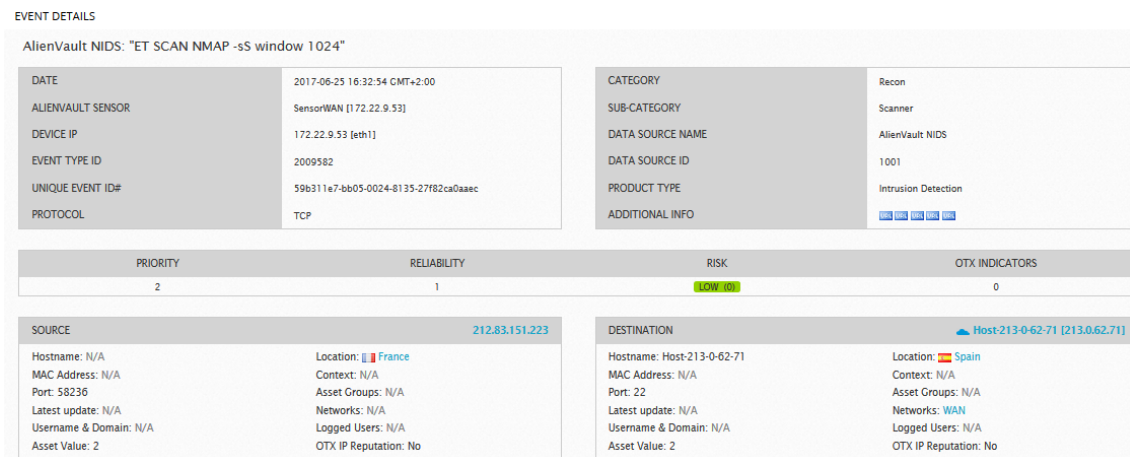 EVENT DETAILS
AlienVault NIDS: "ET SCAN NMAP -sS window 1024"
DATE 2017-06-25 16:32:54 GMT+2:00 CATEGORY Recon
ALIENVAULT SENSOR SensorWAN [172.22.9.53] SUB-CATEGORY Scanner
DEVICE IP 172.22.9.53 [eth1] DATA SOURCE NAME AlienVault NIDS
EVENT TYPE ID 2009582 DATA SOURCE ID 1001
UNIQUE EVENT ID# 59b311e7-bb05-0024-8135-27f82ca0aaec PRODUCT TYPE Intrusion Detection
PROTOCOL TCP ADDITIONAL INFO URL URL URL URL URL
PRIORITY RELIABILITY RISK OTX INDICATORS
2 1 LOW (0) 0
SOURCE 212.83.151.223 DESTINATION Host-213-0-62-71 [213.0.62.71]
Hostname: N/A Location: France Hostname: Host-213-0-62-71 Location: Spain
MAC Address: N/A Context: N/A MAC Address: N/A Context: N/A
Port: 58236 Asset Groups: N/A Port: 22 Asset Groups: N/A
Latest update: N/A Networks: N/A Latest update: N/A Networks: WAN
Username & Domain: N/A Logged Users: N/A Username & Domain: N/A Logged Users: N/A
Asset Value: 2 OTX IP Reputation: No Asset Value: 2 OTX IP Reputation: No